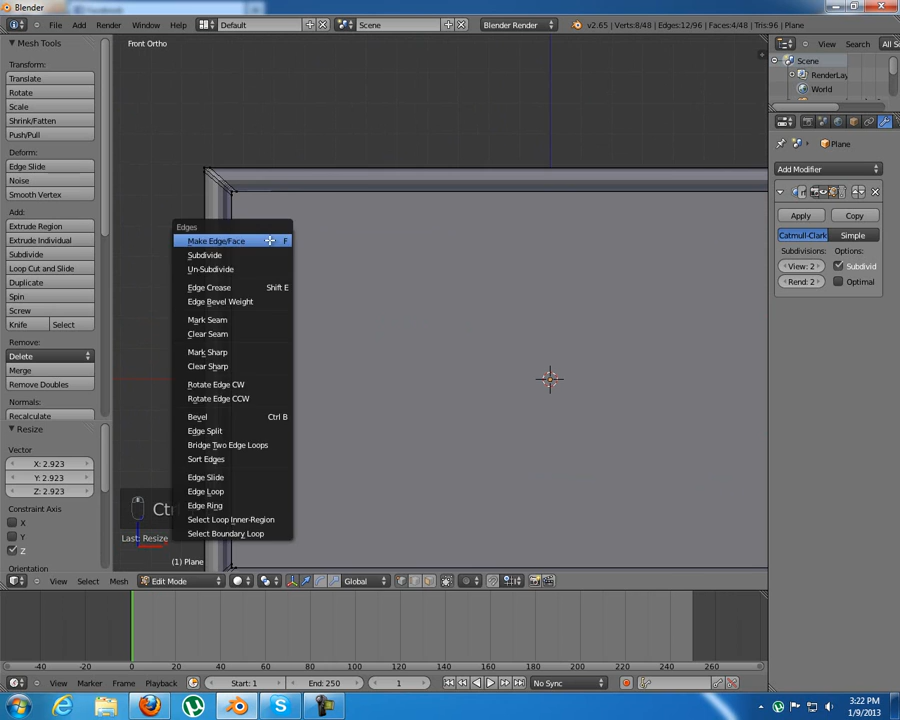 Blender
File Add Render Window Help
Default
Scene
Blender Render
v2.65 | Verts:8/48 | Edges:12/96 | Faces:4/48 | Tris:96 | Plane
Mesh Tools
Transform:
Translate
Rotate
Scale
Shrink/Fatten
Push/Pull
Deform:
Edge Slide
Noise
Smooth Vertex
Add:
Extrude Region
Extrude Individual
Subdivide
Loop Cut and Slide
Duplicate
Spin
Screw
Knife Select
Remove:
Delete
Merge
Remove Doubles
Normals:
Recalculate
Resize
Vector
X: 2.923
Y: 2.923
Z: 2.923
Constraint Axis
X
Y
Z
Orientation
Front Ortho
Edges
Make Edge/Face F
Subdivide
Un-Subdivide
Edge Crease Shift E
Edge Bevel Weight
Mark Seam
Clear Seam
Mark Sharp
Clear Sharp
Rotate Edge CW
Rotate Edge CCW
Bevel Ctrl B
Edge Split
Bridge Two Edge Loops
Sort Edges
Edge Slide
Edge Loop
Edge Ring
Select Loop Inner-Region
Select Boundary Loop
Last: Resize
(1) Plane
View Search All S
Scene
RenderLay
World
Plane
Add Modifier
Apply Copy
Catmull-Clark Simple
Subdivisions: Options:
View: 2 Subdivid
Rend: 2 Optimal
View Select Mesh Edit Mode Global
-40 -20 0 20 40 60 80 100 120 140 160 180 200 220 240 260
View Marker Frame Playback Start: 1 End: 250 1 No Sync
3:22 PM
1/9/2013